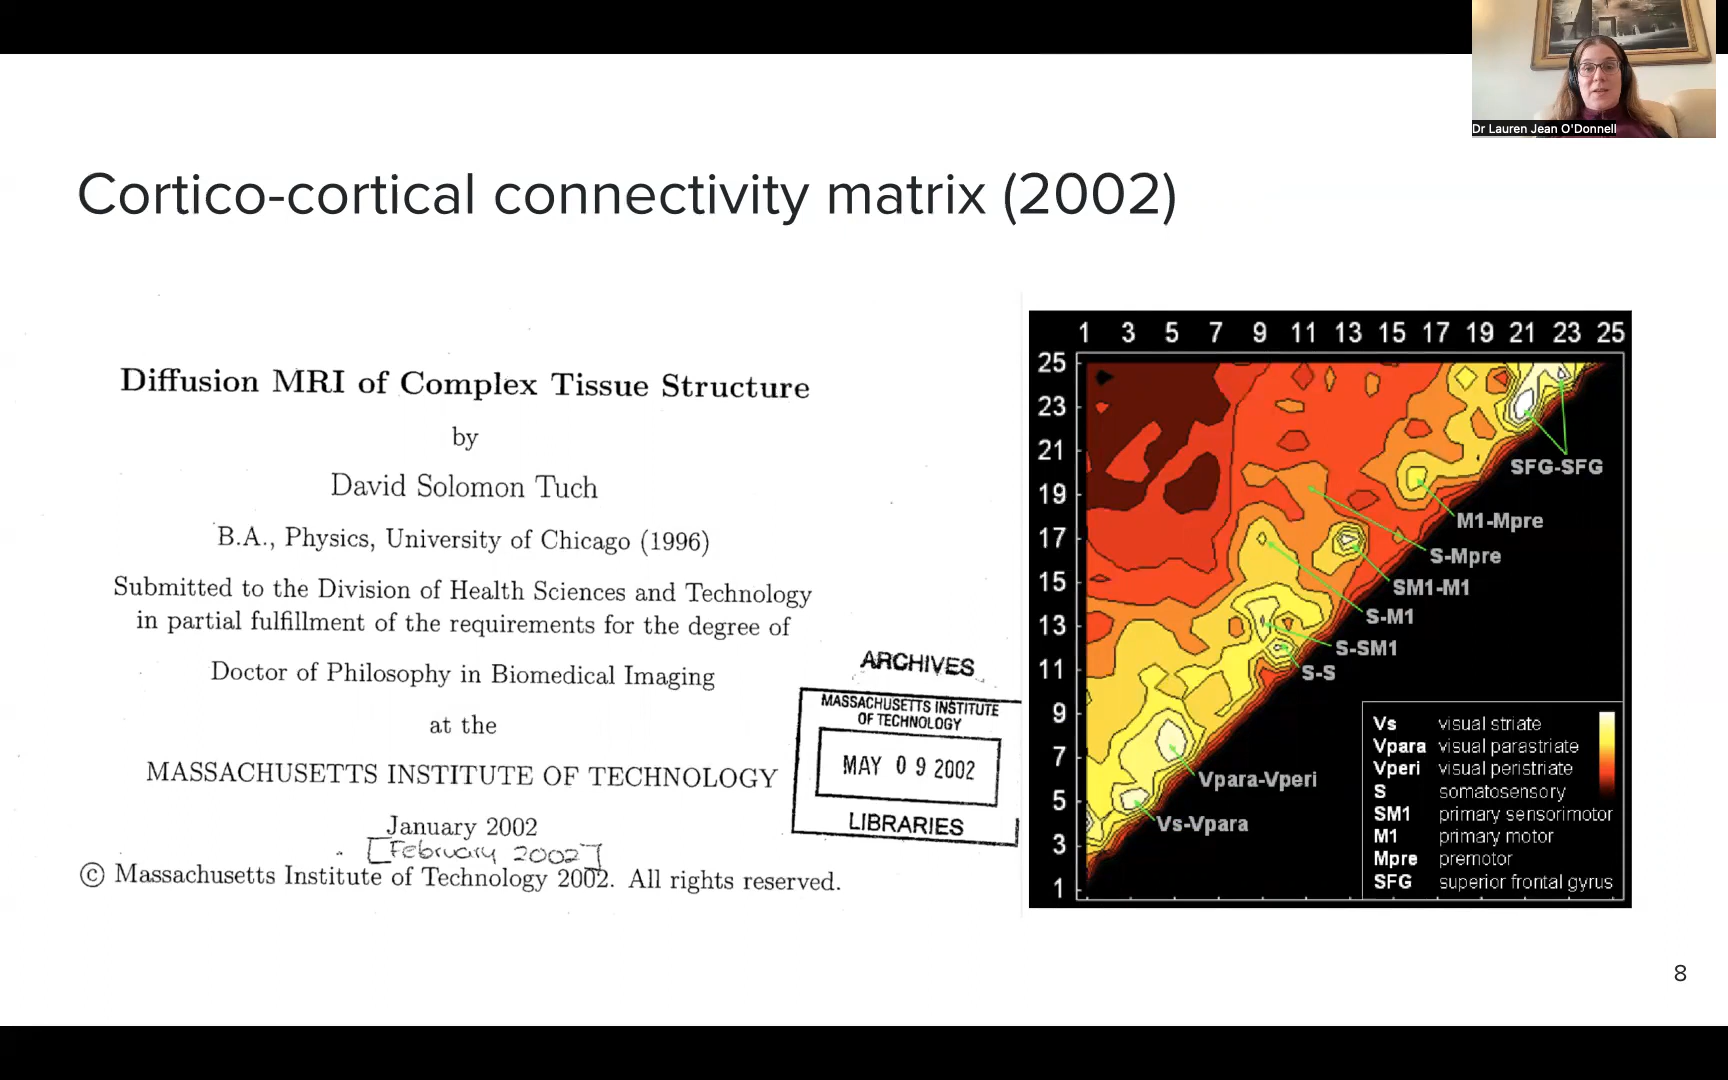 Dr Lauren Jean O'Donnell
Cortico-cortical connectivity matrix (2002)
Diffusion MRI of Complex Tissue Structure
by
David Solomon Tuch
B.A., Physics, University of Chicago (1996)
Submitted to the Division of Health Sciences and Technology
in partial fulfillment of the requirements for the degree of
Doctor of Philosophy in Biomedical Imaging
at the
MASSACHUSETTS INSTITUTE OF TECHNOLOGY
January 2002
[February 2002]
© Massachusetts Institute of Technology 2002. All rights reserved.
ARCHIVES
MASSACHUSETTS INSTITUTE
OF TECHNOLOGY
MAY 09 2002
LIBRARIES
1 3 5 7 9 11 13 15 17 19 21 23 25
25
23
21
19
17
15
13
11
9
7
5
3
1
SFG-SFG
M1-Mpre
S-Mpre
SM1-M1
S-M1
S-SM1
S-S
Vpara-Vperi
Vs-Vpara
Vs visual striate
Vpara visual parastriate
Vperi visual peristriate
S somatosensory
SM1 primary sensorimotor
M1 primary motor
Mpre premotor
SFG superior frontal gyrus
8